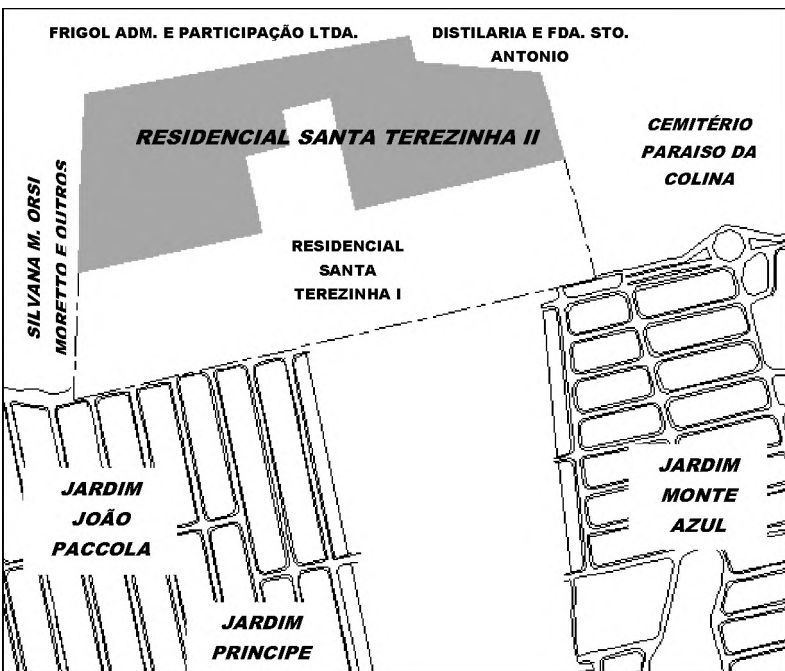 FRIGOL ADM. E PARTICIPAÇÃO LTDA.
DISTILARIA E FDA. STO.
ANTONIO
RESIDENCIAL SANTA TEREZINHA II
CEMITÉRIO
PARAISO DA
COLINA
SILVANA M. ORSI
MORETTO E OUTROS
RESIDENCIAL
SANTA
TEREZINHA I
JARDIM
JOÃO
PACCOLA
JARDIM
MONTE
AZUL
JARDIM
PRINCIPE